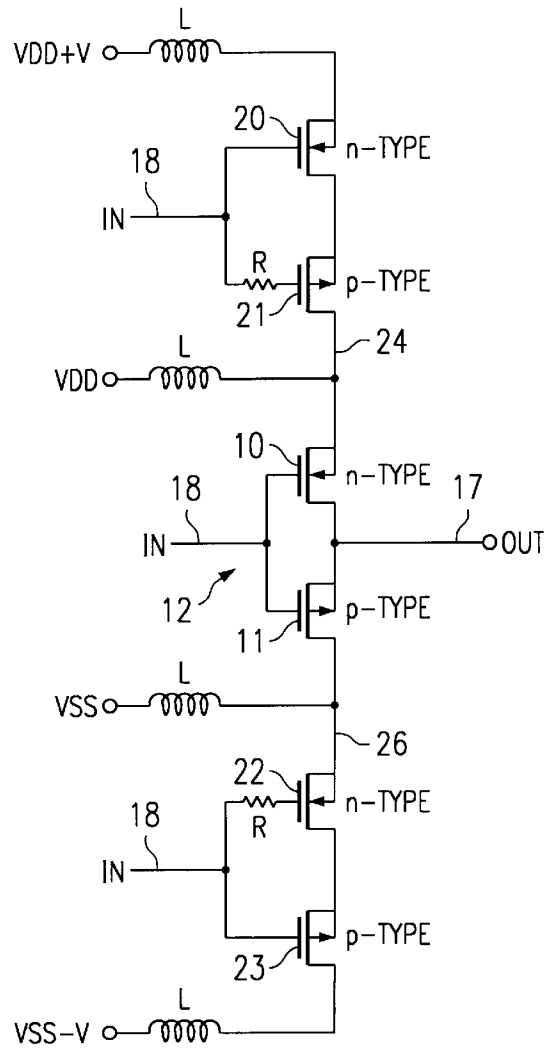 L
VDD+V
20
n-TYPE
18
IN
R
p-TYPE
21
24
L
VDD
10
n-TYPE
18
17
IN
OUT
12
p-TYPE
11
L
VSS
26
22
n-TYPE
18
R
IN
p-TYPE
23
L
VSS-V